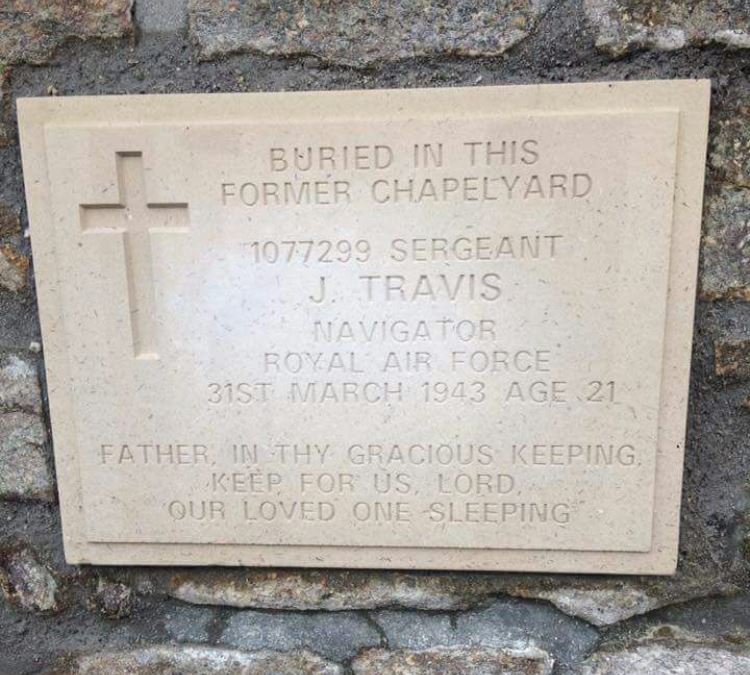 BURIED IN THIS
FORMER CHAPELYARD
1077299 SERGEANT
J. TRAVIS
NAVIGATOR
ROYAL AIR FORCE
31ST MARCH 1943 AGE 21
FATHER, IN THY GRACIOUS KEEPING,
KEEP FOR US, LORD,
OUR LOVED ONE SLEEPING